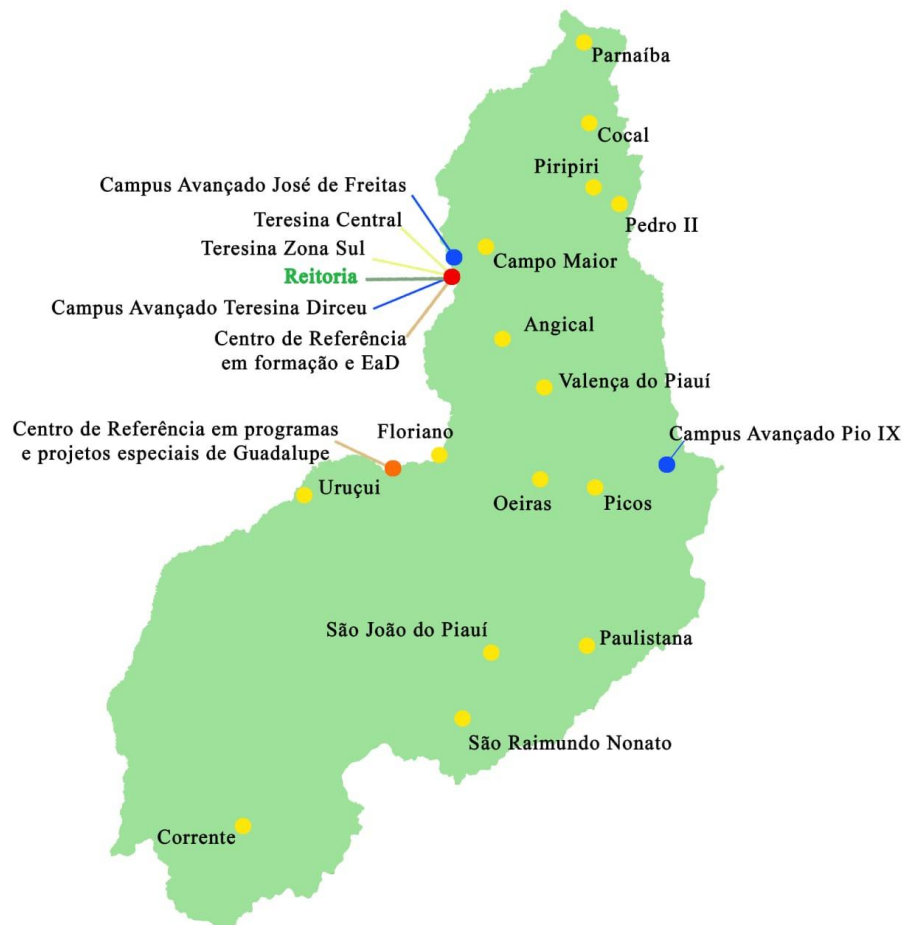 Parnaíba
Cocal
Piripiri
Pedro II
Campus Avançado José de Freitas
Teresina Central
Teresina Zona Sul
Reitoria
Campus Avançado Teresina Dirceu
Centro de Referência
em formação e EaD
Campo Maior
Angical
Valença do Piauí
Centro de Referência em programas
e projetos especiais de Guadalupe
Floriano
Campus Avançado Pio IX
Uruçui
Oeiras
Picos
São João do Piauí
Paulistana
São Raimundo Nonato
Corrente